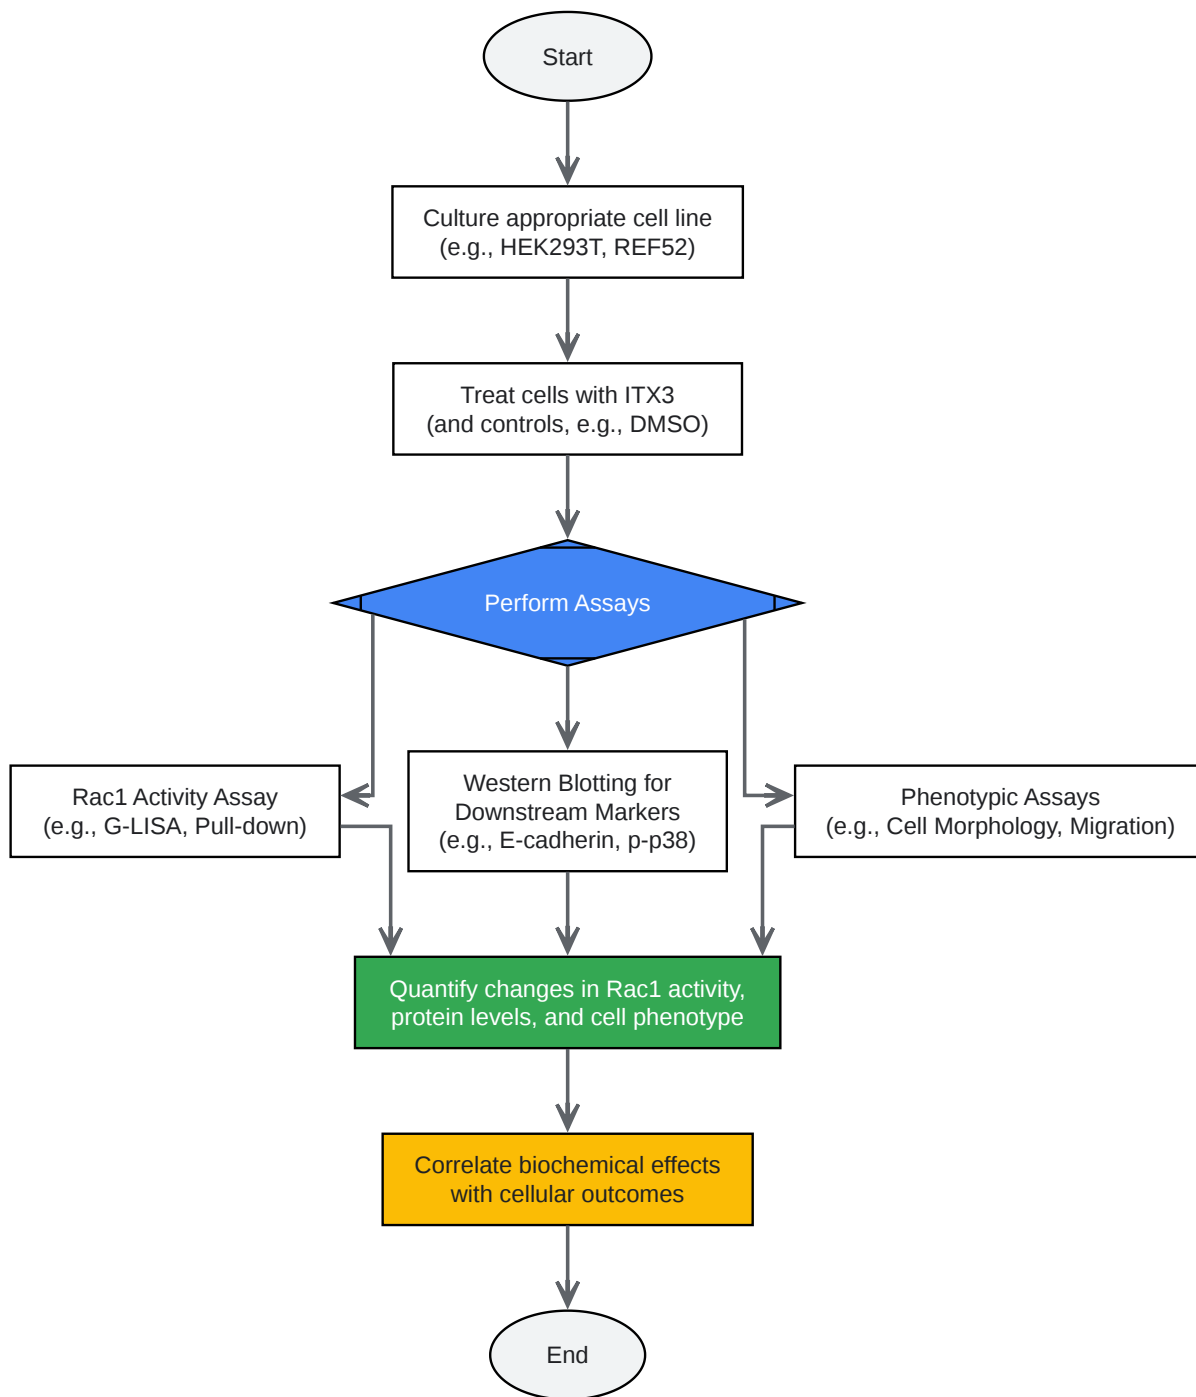 Start
Culture appropriate cell line
(e.g., HEK293T, REF52)
Treat cells with ITX3
(and controls, e.g., DMSO)
Perform Assays
Rac1 Activity Assay
(e.g., G-LISA, Pull-down)
Western Blotting for
Downstream Markers
(e.g., E-cadherin, p-p38)
Phenotypic Assays
(e.g., Cell Morphology, Migration)
Quantify changes in Rac1 activity,
protein levels, and cell phenotype
Correlate biochemical effects
with cellular outcomes
End